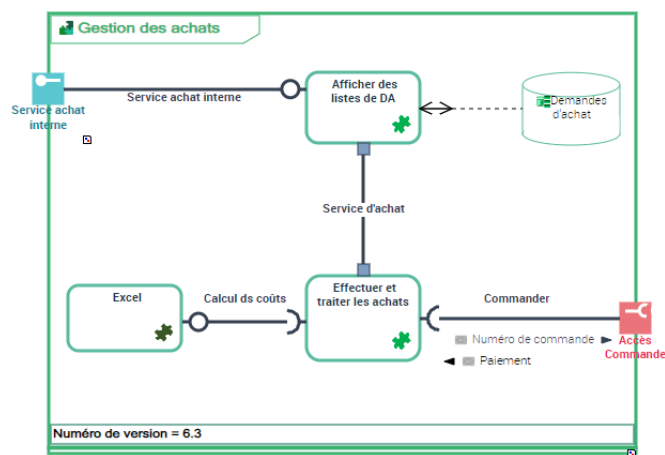 Gestion des achats
Service achat interne
Service achat
interne
Afficher des
listes de DA
Demandes
d'achat
Service d'achat
Excel
Calcul ds coûts
Effectuer et
traiter les achats
Commander
Numéro de commande
Paiement
Accès
Commande
Numéro de version = 6.3